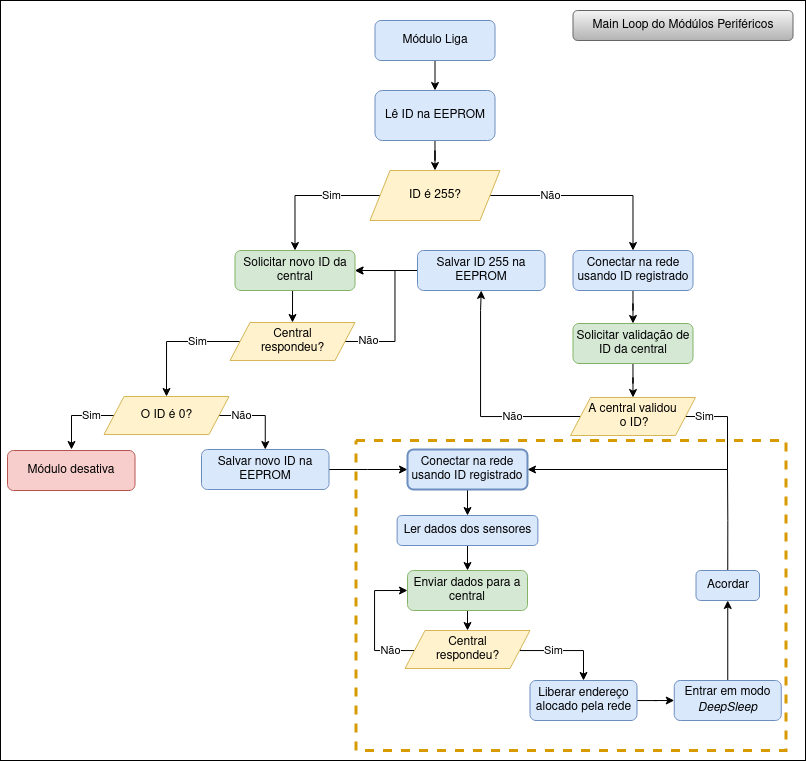 Main Loop do Módúlos Periféricos
Módulo Liga
Lê ID na EEPROM
ID é 255?
Sim
Não
Solicitar novo ID da
central
Salvar ID 255 na
EEPROM
Conectar na rede
usando ID registrado
Central
respondeu?
Sim
Não
Solicitar validação de
ID da central
O ID é 0?
Sim
Não
A central validou
o ID?
Não
Sim
Módulo desativa
Salvar novo ID na
EEPROM
Conectar na rede
usando ID registrado
Ler dados dos sensores
Enviar dados para a
central
Acordar
Central
respondeu?
Não
Sim
Liberar endereço
alocado pela rede
Entrar em modo
DeepSleep